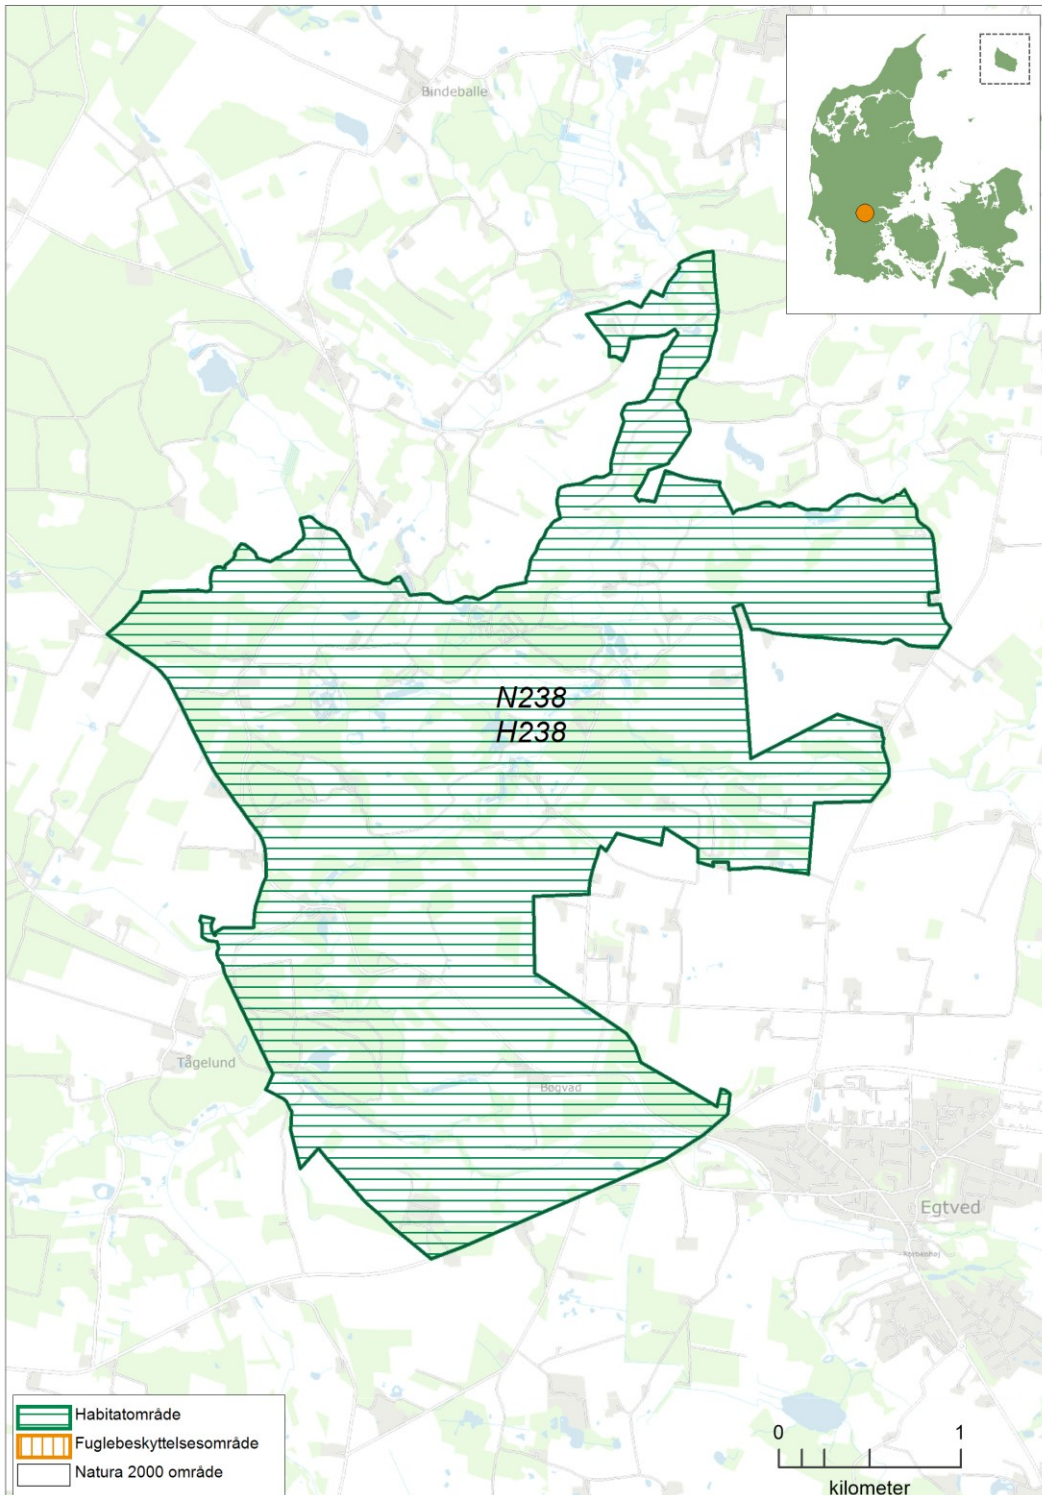 Bindeballe
N238
H238
Tågelund
Bøgvad
Egtved
Habitatområde
Fuglebeskyttelsesområde
Natura 2000 område
0 1
kilometer